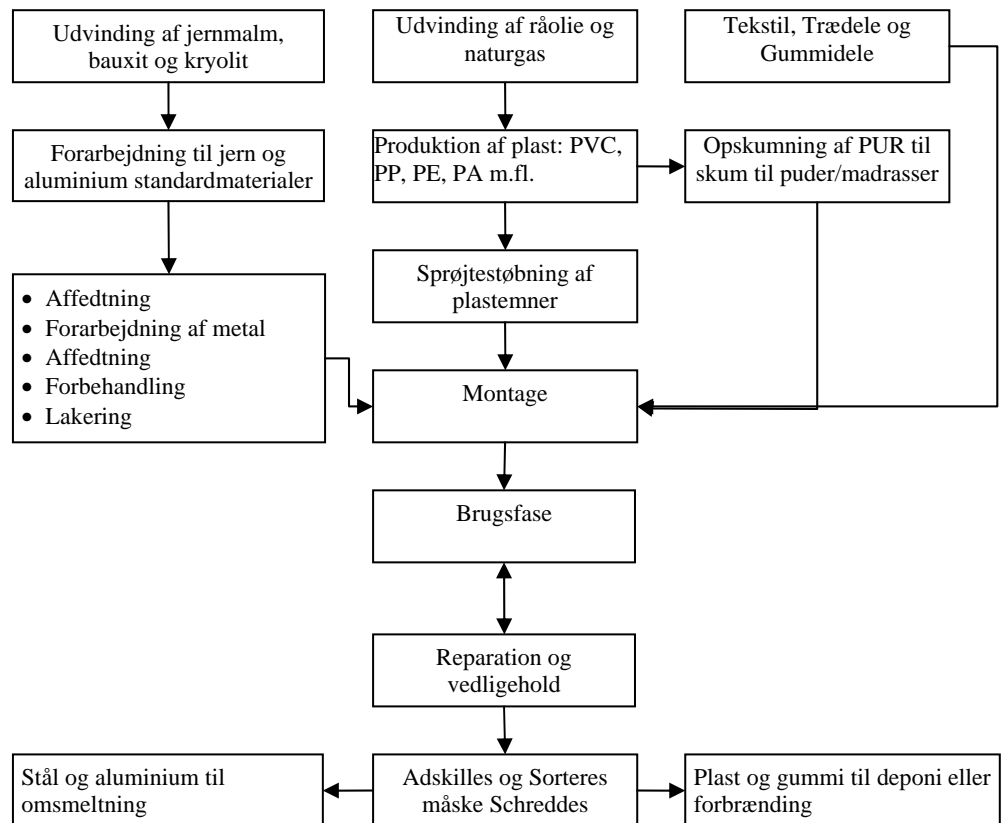 Udvinding af jernmalm,
bauxit og kryolit
Udvinding af råolie og
naturgas
Tekstil, Trædele og
Gummidele
Forarbejdning til jern og
aluminium standardmaterialer
Produktion af plast: PVC,
PP, PE, PA m.fl.
Opskumning af PUR til
skum til puder/madrasser
Sprøjtestøbning af
plastemner
• Affedtning
• Forarbejdning af metal
• Affedtning
• Forbehandling
• Lakering
Montage
Brugsfase
Reparation og
vedligehold
Stål og aluminium til
omsmeltning
Adskilles og Sorteres
måske Schreddes
Plast og gummi til deponi eller
forbrænding